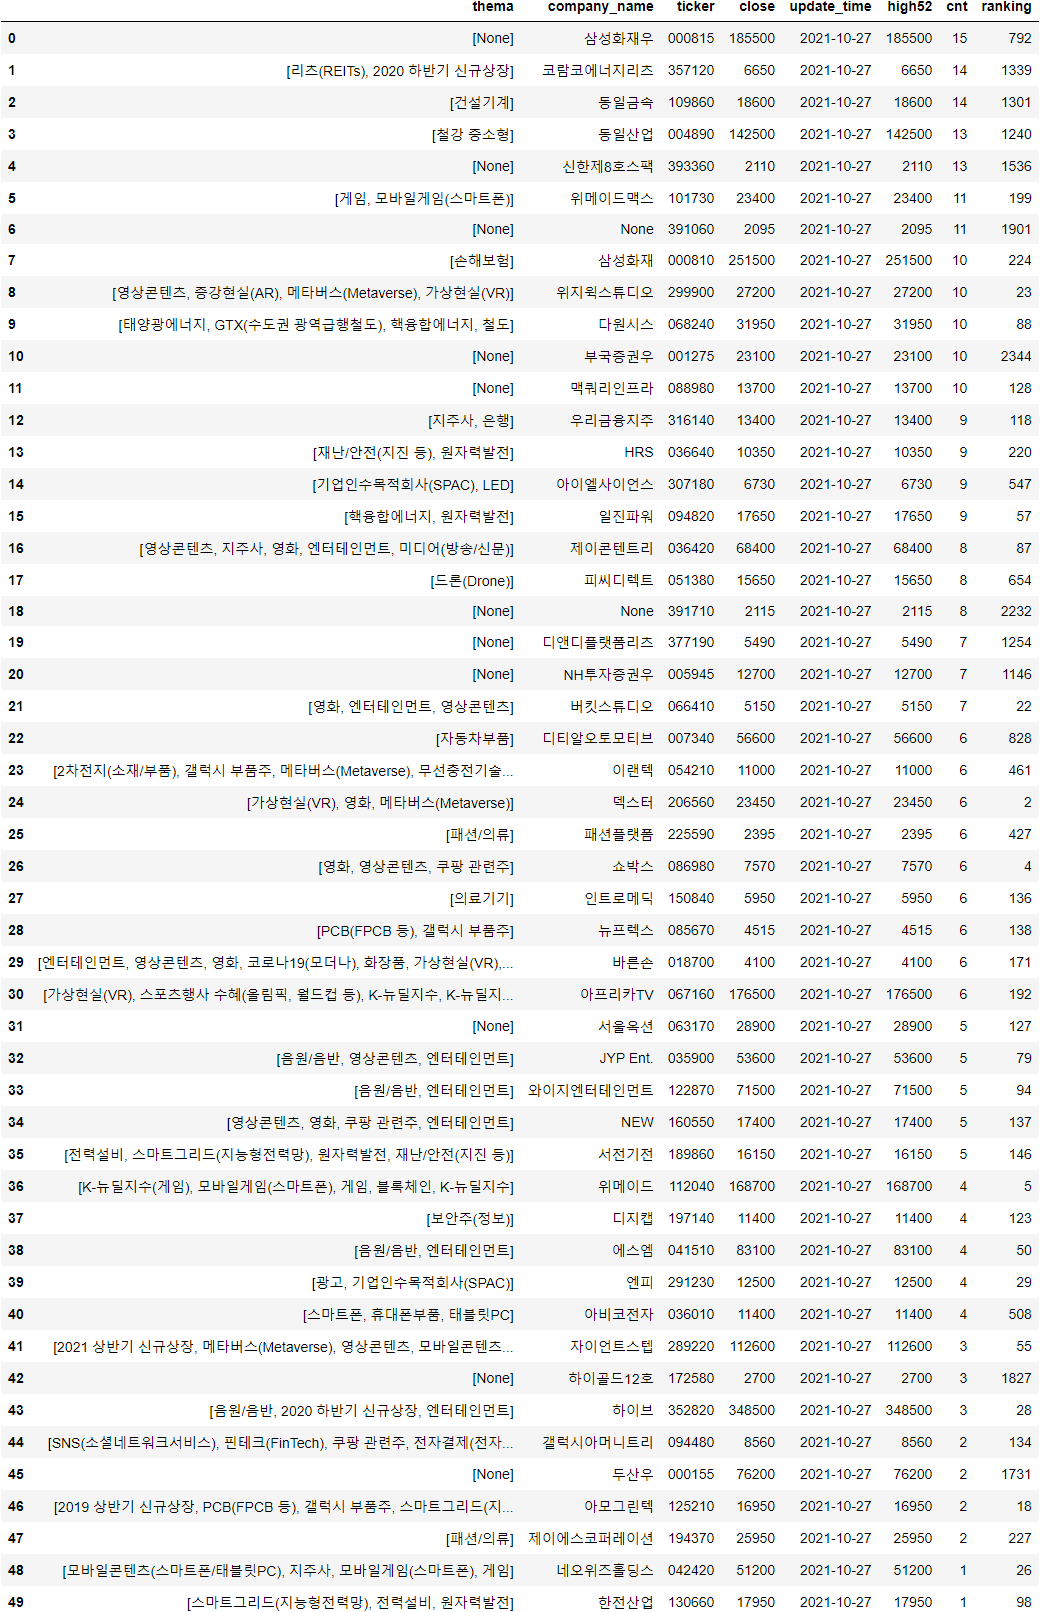 thema company_name ticker close update_time high52 cnt ranking
0 [None] 삼성화재우 000815 185500 2021-10-27 185500 15 792
1 [리츠(REITs), 2020 하반기 신규상장] 코람코에너지리츠 357120 6650 2021-10-27 6650 14 1339
2 [건설기계] 동일금속 109860 18600 2021-10-27 18600 14 1301
3 [철강 중소형] 동일산업 004890 142500 2021-10-27 142500 13 1240
4 [None] 신한제8호스팩 393360 2110 2021-10-27 2110 13 1536
5 [게임, 모바일게임(스마트폰)] 위메이드맥스 101730 23400 2021-10-27 23400 11 199
6 [None] None 391060 2095 2021-10-27 2095 11 1901
7 [손해보험] 삼성화재 000810 251500 2021-10-27 251500 10 224
8 [영상콘텐츠, 증강현실(AR), 메타버스(Metaverse), 가상현실(VR)] 위지윅스튜디오 299900 27200 2021-10-27 27200 10 23
9 [태양광에너지, GTX(수도권 광역급행철도), 핵융합에너지, 철도] 다원시스 068240 31950 2021-10-27 31950 10 88
10 [None] 부국증권우 001275 23100 2021-10-27 23100 10 2344
11 [None] 맥쿼리인프라 088980 13700 2021-10-27 13700 10 128
12 [지주사, 은행] 우리금융지주 316140 13400 2021-10-27 13400 9 118
13 [재난/안전(지진 등), 원자력발전] HRS 036640 10350 2021-10-27 10350 9 220
14 [기업인수목적회사(SPAC), LED] 아이엘사이언스 307180 6730 2021-10-27 6730 9 547
15 [핵융합에너지, 원자력발전] 일진파워 094820 17650 2021-10-27 17650 9 57
16 [영상콘텐츠, 지주사, 영화, 엔터테인먼트, 미디어(방송/신문)] 제이콘텐트리 036420 68400 2021-10-27 68400 8 87
17 [드론(Drone)] 피씨디렉트 051380 15650 2021-10-27 15650 8 654
18 [None] None 391710 2115 2021-10-27 2115 8 2232
19 [None] 디앤디플랫폼리츠 377190 5490 2021-10-27 5490 7 1254
20 [None] NH투자증권우 005945 12700 2021-10-27 12700 7 1146
21 [영화, 엔터테인먼트, 영상콘텐츠] 버킷스튜디오 066410 5150 2021-10-27 5150 7 22
22 [자동차부품] 디티알오토모티브 007340 56600 2021-10-27 56600 6 828
23 [2차전지(소재/부품), 갤럭시 부품주, 메타버스(Metaverse), 무선충전기술... 이랜텍 054210 11000 2021-10-27 11000 6 461
24 [가상현실(VR), 영화, 메타버스(Metaverse)] 덱스터 206560 23450 2021-10-27 23450 6 2
25 [패션/의류] 패션플랫폼 225590 2395 2021-10-27 2395 6 427
26 [영화, 영상콘텐츠, 쿠팡 관련주] 쇼박스 086980 7570 2021-10-27 7570 6 4
27 [의료기기] 인트로메딕 150840 5950 2021-10-27 5950 6 136
28 [PCB(FPCB 등), 갤럭시 부품주] 뉴프렉스 085670 4515 2021-10-27 4515 6 138
29 [엔터테인먼트, 영상콘텐츠, 영화, 코로나19(모더나), 화장품, 가상현실(VR),... 바른손 018700 4100 2021-10-27 4100 6 171
30 [가상현실(VR), 스포츠행사 수혜(올림픽, 월드컵 등), K-뉴딜지수, K-뉴딜지... 아프리카TV 067160 176500 2021-10-27 176500 6 192
31 [None] 서울옥션 063170 28900 2021-10-27 28900 5 127
32 [음원/음반, 영상콘텐츠, 엔터테인먼트] JYP Ent. 035900 53600 2021-10-27 53600 5 79
33 [음원/음반, 엔터테인먼트] 와이지엔터테인먼트 122870 71500 2021-10-27 71500 5 94
34 [영상콘텐츠, 영화, 쿠팡 관련주, 엔터테인먼트] NEW 160550 17400 2021-10-27 17400 5 137
35 [전력설비, 스마트그리드(지능형전력망), 원자력발전, 재난/안전(지진 등)] 서전기전 189860 16150 2021-10-27 16150 5 146
36 [K-뉴딜지수(게임), 모바일게임(스마트폰), 게임, 블록체인, K-뉴딜지수] 위메이드 112040 168700 2021-10-27 168700 4 5
37 [보안주(정보)] 디지캡 197140 11400 2021-10-27 11400 4 123
38 [음원/음반, 엔터테인먼트] 에스엠 041510 83100 2021-10-27 83100 4 50
39 [광고, 기업인수목적회사(SPAC)] 엔피 291230 12500 2021-10-27 12500 4 29
40 [스마트폰, 휴대폰부품, 태블릿PC] 아비코전자 036010 11400 2021-10-27 11400 4 508
41 [2021 상반기 신규상장, 메타버스(Metaverse), 영상콘텐츠, 모바일콘텐츠... 자이언트스텝 289220 112600 2021-10-27 112600 3 55
42 [None] 하이골드12호 172580 2700 2021-10-27 2700 3 1827
43 [음원/음반, 2020 하반기 신규상장, 엔터테인먼트] 하이브 352820 348500 2021-10-27 348500 3 28
44 [SNS(소셜네트워크서비스), 핀테크(FinTech), 쿠팡 관련주, 전자결제(전자... 갤럭시아머니트리 094480 8560 2021-10-27 8560 2 134
45 [None] 두산우 000155 76200 2021-10-27 76200 2 1731
46 [2019 상반기 신규상장, PCB(FPCB 등), 갤럭시 부품주, 스마트그리드(지... 아모그린텍 125210 16950 2021-10-27 16950 2 18
47 [패션/의류] 제이에스코퍼레이션 194370 25950 2021-10-27 25950 2 227
48 [모바일콘텐츠(스마트폰/태블릿PC), 지주사, 모바일게임(스마트폰), 게임] 네오위즈홀딩스 042420 51200 2021-10-27 51200 1 26
49 [스마트그리드(지능형전력망), 전력설비, 원자력발전] 한전산업 130660 17950 2021-10-27 17950 1 98